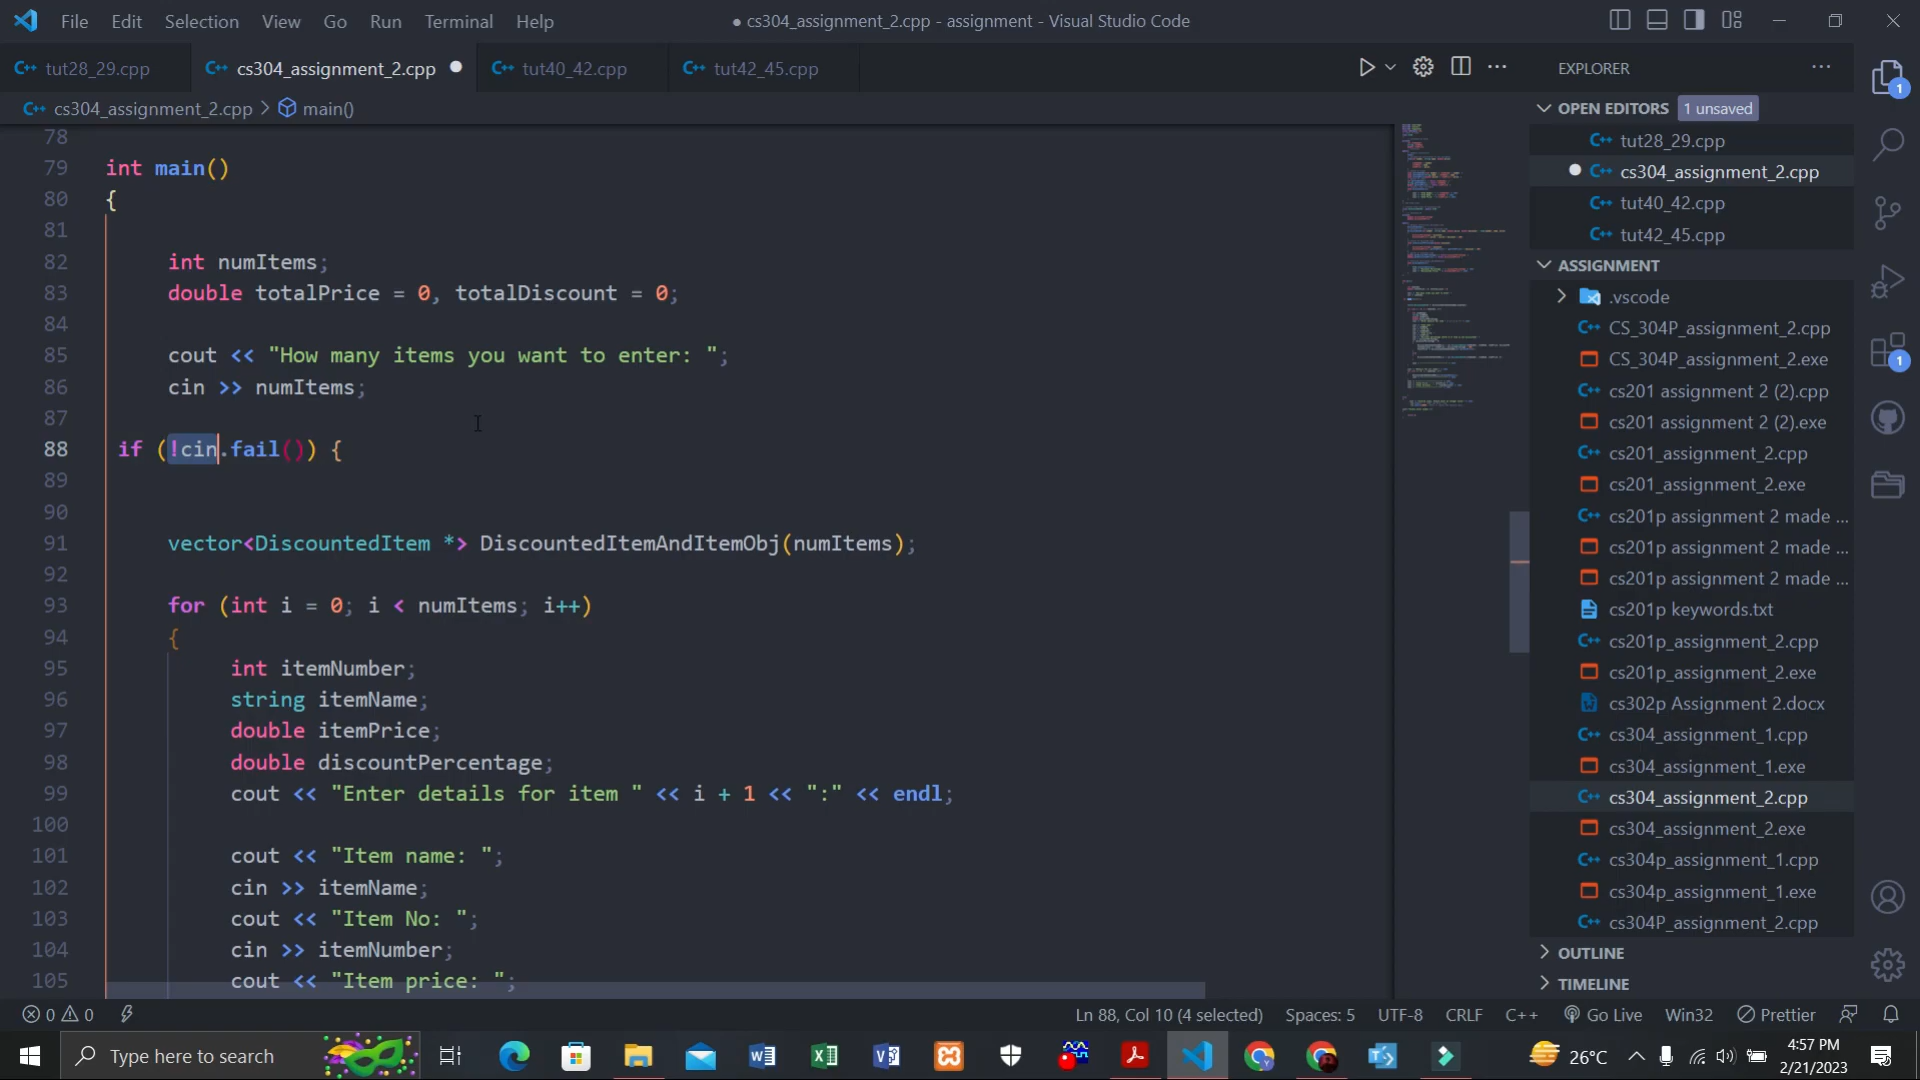 File Edit Selection View Go Run Terminal Help
● cs304_assignment_2.cpp - assignment - Visual Studio Code
tut28_29.cpp cs304_assignment_2.cpp tut40_42.cpp tut42_45.cpp
cs304_assignment_2.cpp > main()
78
79 int main()
80 {
81
82 int numItems;
83 double totalPrice = 0, totalDiscount = 0;
84
85 cout << "How many items you want to enter: ";
86 cin >> numItems;
87
88 if (!cin.fail()) {
89
90
91 vector<DiscountedItem *> DiscountedItemAndItemObj(numItems);
92
93 for (int i = 0; i < numItems; i++)
94 {
95 int itemNumber;
96 string itemName;
97 double itemPrice;
98 double discountPercentage;
99 cout << "Enter details for item " << i + 1 << ":" << endl;
100
101 cout << "Item name: ";
102 cin >> itemName;
103 cout << "Item No: ";
104 cin >> itemNumber;
105 cout << "Item price: ";
EXPLORER
OPEN EDITORS 1 unsaved
tut28_29.cpp
cs304_assignment_2.cpp
tut40_42.cpp
tut42_45.cpp
ASSIGNMENT
.vscode
CS_304P_assignment_2.cpp
CS_304P_assignment_2.exe
cs201 assignment 2 (2).cpp
cs201 assignment 2 (2).exe
cs201_assignment_2.cpp
cs201_assignment_2.exe
cs201p assignment 2 made ...
cs201p assignment 2 made ...
cs201p assignment 2 made ...
cs201p keywords.txt
cs201p_assignment_2.cpp
cs201p_assignment_2.exe
cs302p Assignment 2.docx
cs304_assignment_1.cpp
cs304_assignment_1.exe
cs304_assignment_2.cpp
cs304_assignment_2.exe
cs304p_assignment_1.cpp
cs304p_assignment_1.exe
cs304P_assignment_2.cpp
OUTLINE
TIMELINE
1
1
0 0
Ln 88, Col 10 (4 selected) Spaces: 5 UTF-8 CRLF C++ Go Live Win32 Prettier
Type here to search
26°C
4:57 PM
2/21/2023